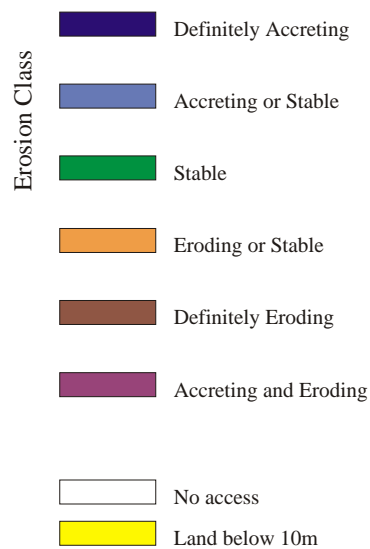 Erosion Class
Definitely Accreting
Accreting or Stable
Stable
Eroding or Stable
Definitely Eroding
Accreting and Eroding
No access
Land below 10m